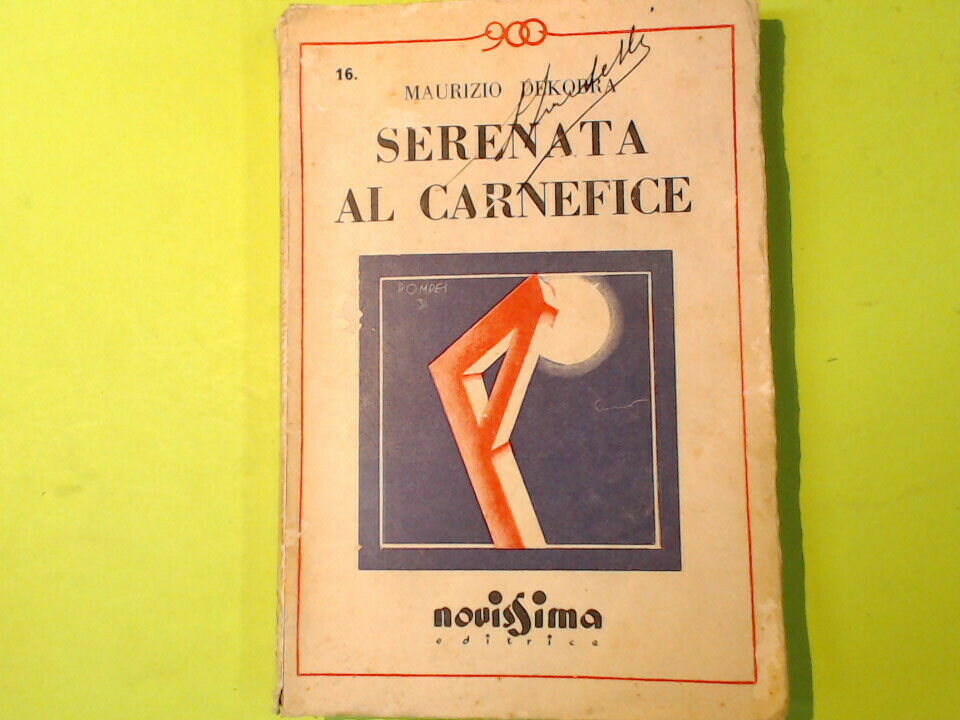 900
16.
MAURIZIO DEKOBRA
SERENATA
AL CARNEFICE
POMPEI
novissima
editrice